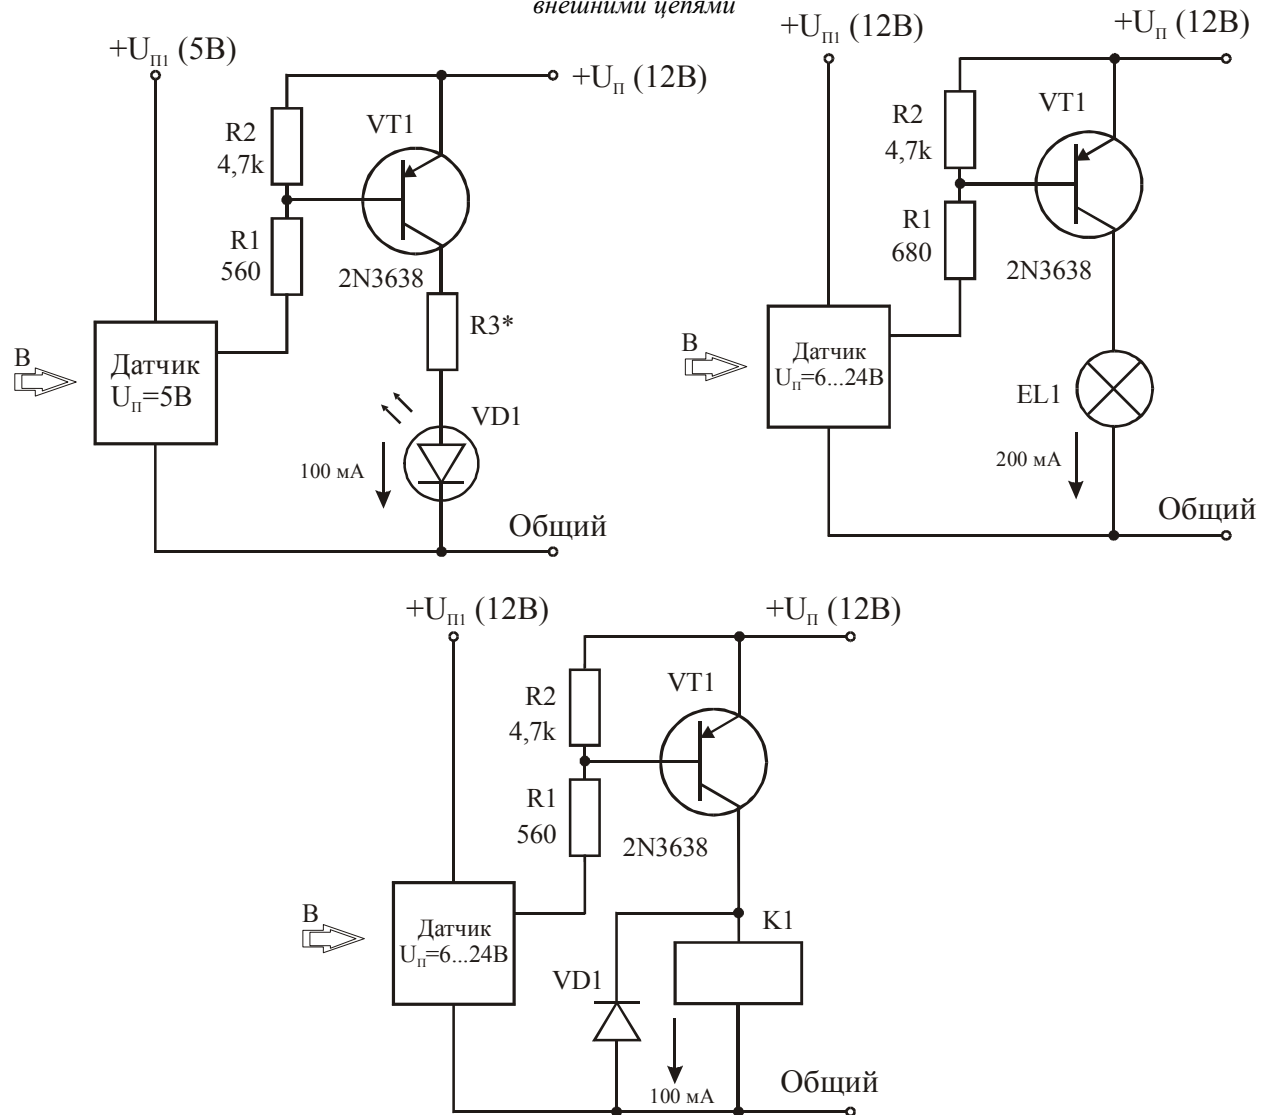 внешними цепями
+UП1 (5В)
+UП (12В)
R2
4,7k
VT1
R1
560
2N3638
R3*
В
Датчик
UП=5В
VD1
100 мА
Общий
+UП1 (12В)
+UП (12В)
R2
4,7k
VT1
R1
680
2N3638
В
Датчик
UП=6...24В
EL1
200 мА
Общий
+UП1 (12В)
+UП (12В)
R2
4,7k
VT1
R1
560
2N3638
В
Датчик
UП=6...24В
K1
VD1
100 мА
Общий